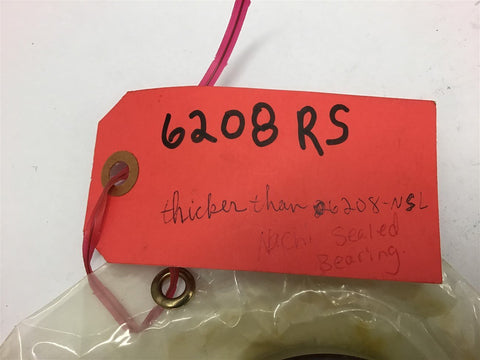 6208 RS
thicker than 6208-NSL
Nachi Sealed
Bearing.